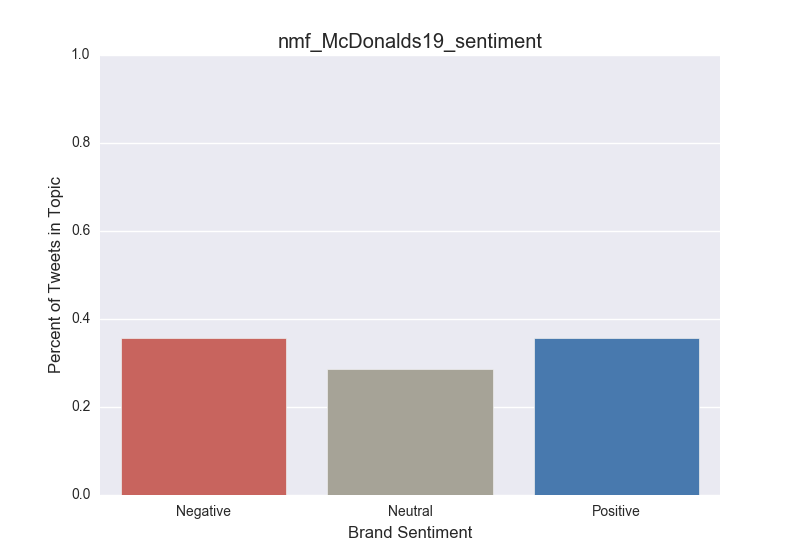 nmf_McDonalds19_sentiment
1.0
0.8
0.6
0.4
0.2
0.0
Percent of Tweets in Topic
Negative Neutral Positive
Brand Sentiment